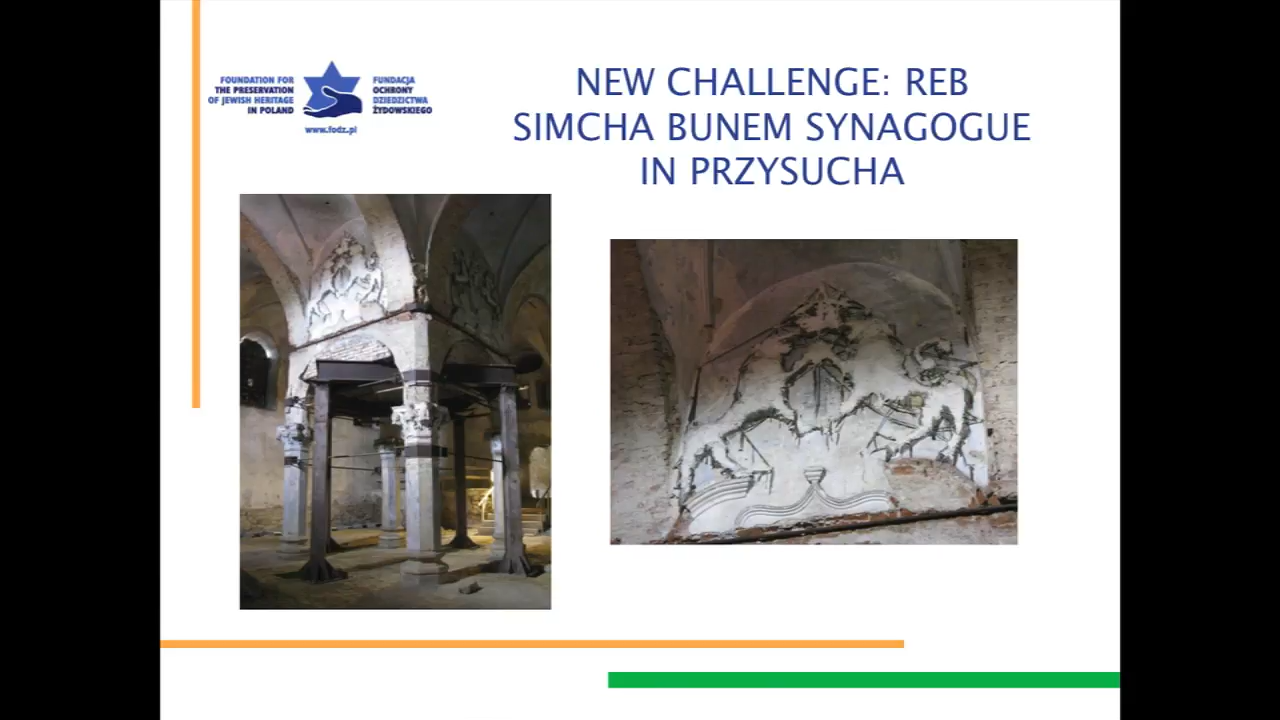 FOUNDATION FOR
THE PRESERVATION
OF JEWISH HERITAGE
IN POLAND
FUNDACJA
OCHRONY
DZIEDZICTWA
ŻYDOWSKIEGO
www.fodz.pl
NEW CHALLENGE: REB
SIMCHA BUNEM SYNAGOGUE
IN PRZYSUCHA